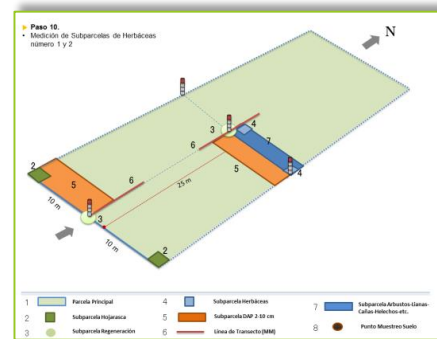 Paso 10.
• Medición de Subparcelas de Herbáceas
número 1 y 2
N
3
4
7
6
4
2
5
6
5
25 m
10 m
3
10 m
2
1 Parcela Principal
4 Subparcela Herbáceas
7 Subparcela Arbustos-Lianas-
Cañas-Helechos etc.
2 Subparcela Hojarasca
5 Subparcela DAP 2-10 cm
3 Subparcela Regeneración
6 Línea de Transecto (MM)
8 Punto Muestreo Suelo